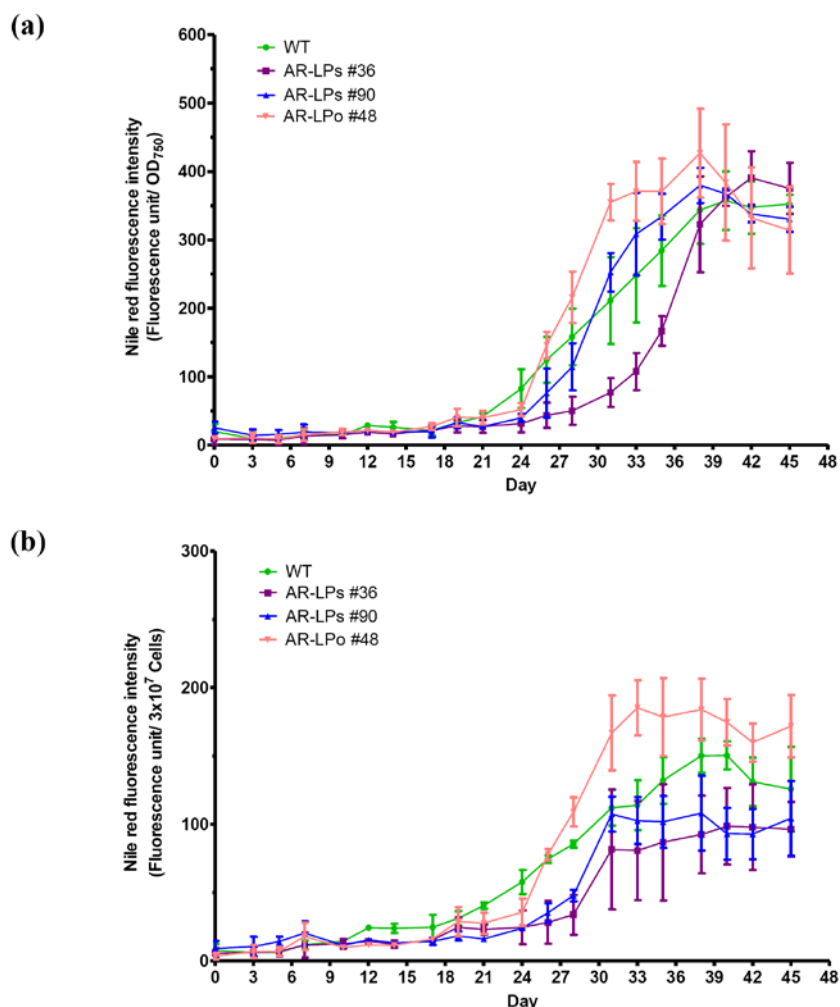 (a)
Nile red fluorescence intensity
(Fluorescence unit/ OD750)
600
500
400
300
200
100
0
WT
AR-LPs #36
AR-LPs #90
AR-LPo #48
0 3 6 7 9 10 12 15 18 21 24 27 30 33 36 39 42 45 48
Day
(b)
Nile red fluorescence intensity
(Fluorescence unit/ 3x10⁷ Cells)
300
200
100
0
WT
AR-LPs #36
AR-LPs #90
AR-LPo #48
0 3 6 9 12 15 18 21 24 27 30 33 36 39 42 45 48
Day